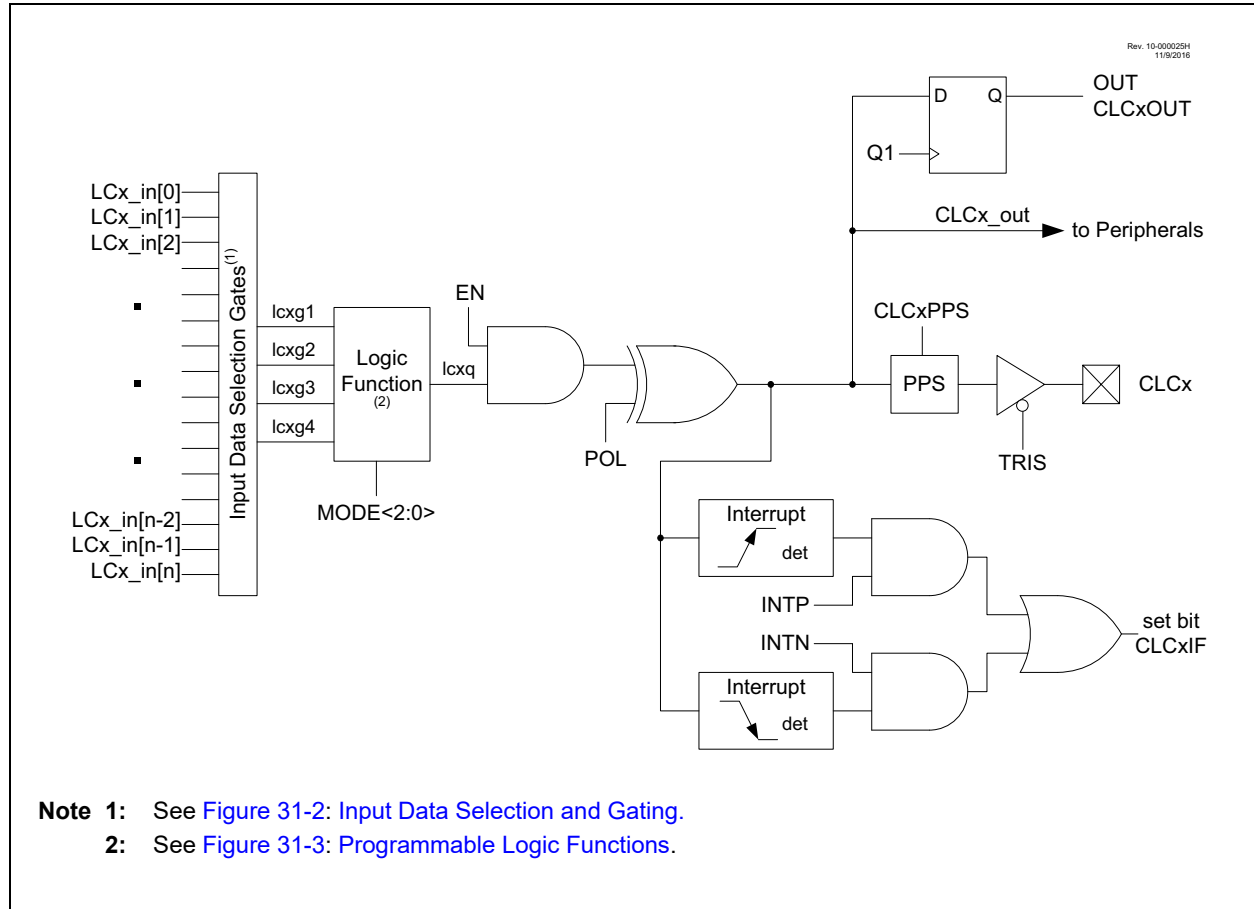 Rev. 10-000025H
11/9/2016
OUT
CLCxOUT
D Q
Q1
CLCx_out
to Peripherals
LCx_in[0]
LCx_in[1]
LCx_in[2]
LCx_in[n-2]
LCx_in[n-1]
LCx_in[n]
Input Data Selection Gates(1)
lcxg1
lcxg2
lcxg3
lcxg4
Logic
Function
(2)
MODE<2:0>
lcxq
EN
POL
CLCxPPS
PPS
TRIS
CLCx
Interrupt
det
INTP
INTN
Interrupt
det
set bit
CLCxIF
Note 1: See Figure 31-2: Input Data Selection and Gating.
2: See Figure 31-3: Programmable Logic Functions.